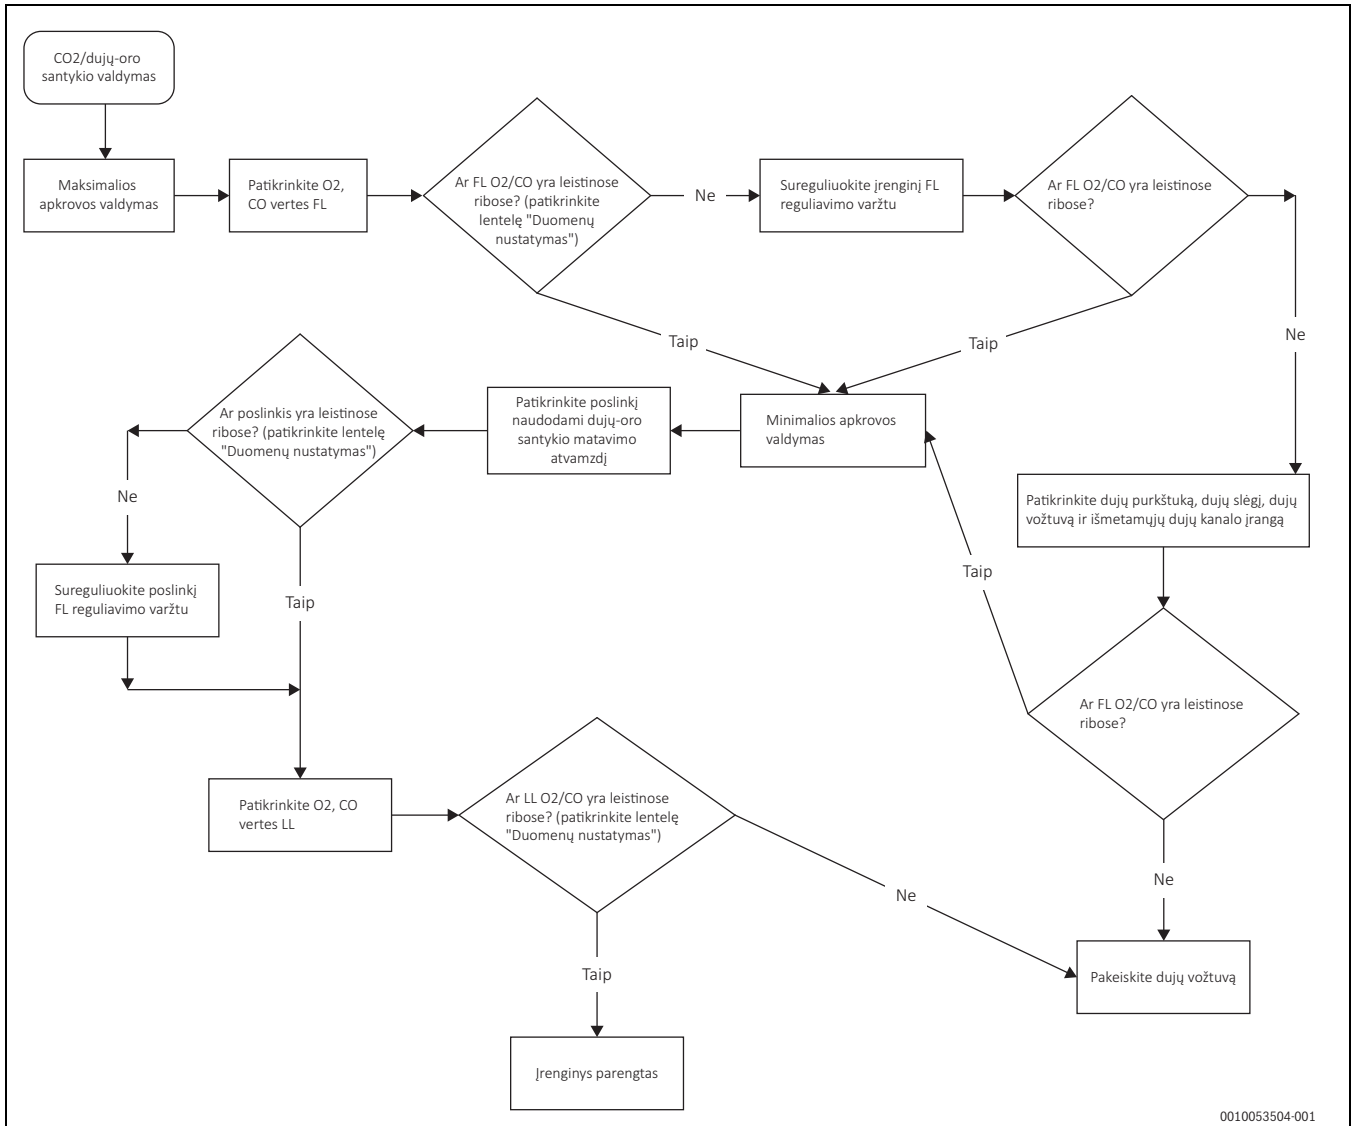 CO2/dujų-oro
santykio valdymas
Maksimalios
apkrovos valdymas
Patikrinkite O2,
CO vertes FL
Ar FL O2/CO yra leistinose
ribose? (patikrinkite
lentelę "Duomenų
nustatymas")
Ne
Sureguliuokite įrenginį FL
reguliavimo varžtu
Ar FL O2/CO yra leistinose
ribose?
Ne
Taip
Taip
Ar poslinkis yra leistinose
ribose? (patikrinkite lentelę
"Duomenų nustatymas")
Patikrinkite poslinkį
naudodami dujų-oro
santykio matavimo
atvamzdį
Minimalios apkrovos
valdymas
Ne
Patikrinkite dujų purkštuką, dujų slėgį, dujų
vožtuvą ir išmetamųjų dujų kanalo įrangą
Sureguliuokite poslinkį
FL reguliavimo varžtu
Taip
Taip
Ar FL O2/CO yra leistinose
ribose?
Patikrinkite O2, CO
vertes LL
Ar LL O2/CO yra leistinose
ribose? (patikrinkite lentelę
"Duomenų nustatymas")
Ne
Ne
Taip
Pakeiskite dujų vožtuvą
Įrenginys parengtas
0010053504-001